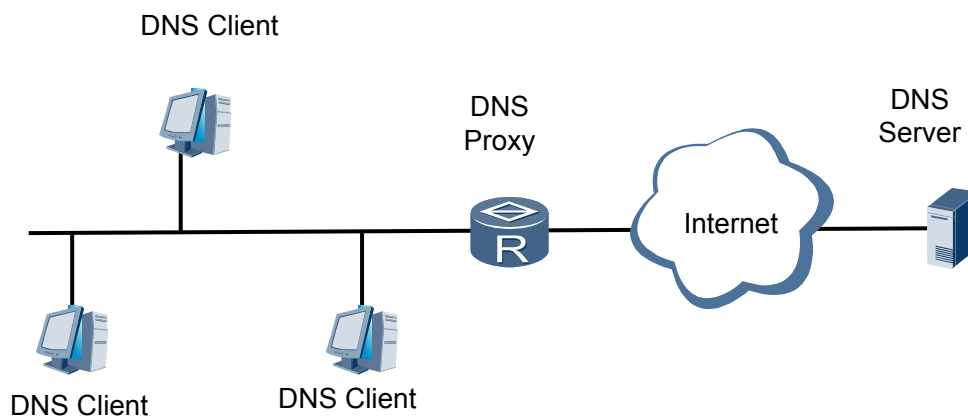 DNS Client
DNS
Proxy
DNS
Server
R
Internet
DNS Client
DNS Client